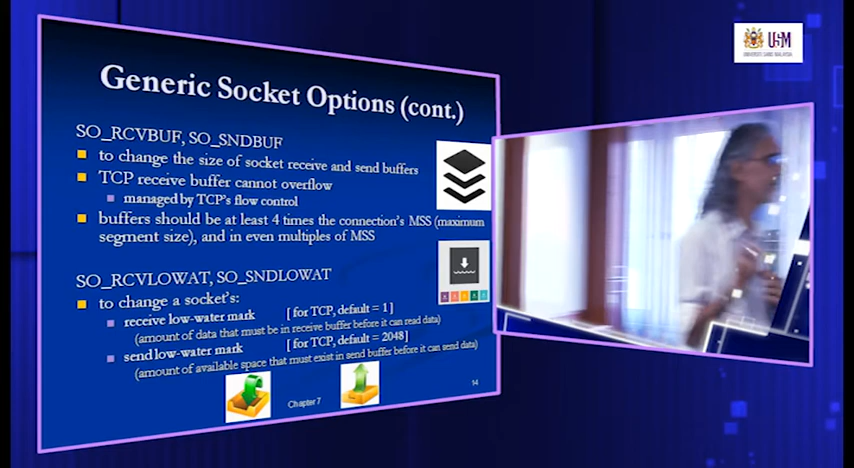 Generic Socket Options (cont.)
SO_RCVBUF, SO_SNDBUF
to change the size of socket receive and send buffers
TCP receive buffer cannot overflow
managed by TCP's flow control
buffers should be at least 4 times the connection's MSS (maximum
segment size), and in even multiples of MSS
SO_RCVLOWAT, SO_SNDLOWAT
to change a socket's:
receive low-water mark [ for TCP, default = 1 ]
(amount of data that must be in receive buffer before it can read data)
send low-water mark [ for TCP, default = 2048]
(amount of available space that must exist in send buffer before it can send data)
Chapter 7
14
USM
UNIVERSITI SAINS MALAYSIA